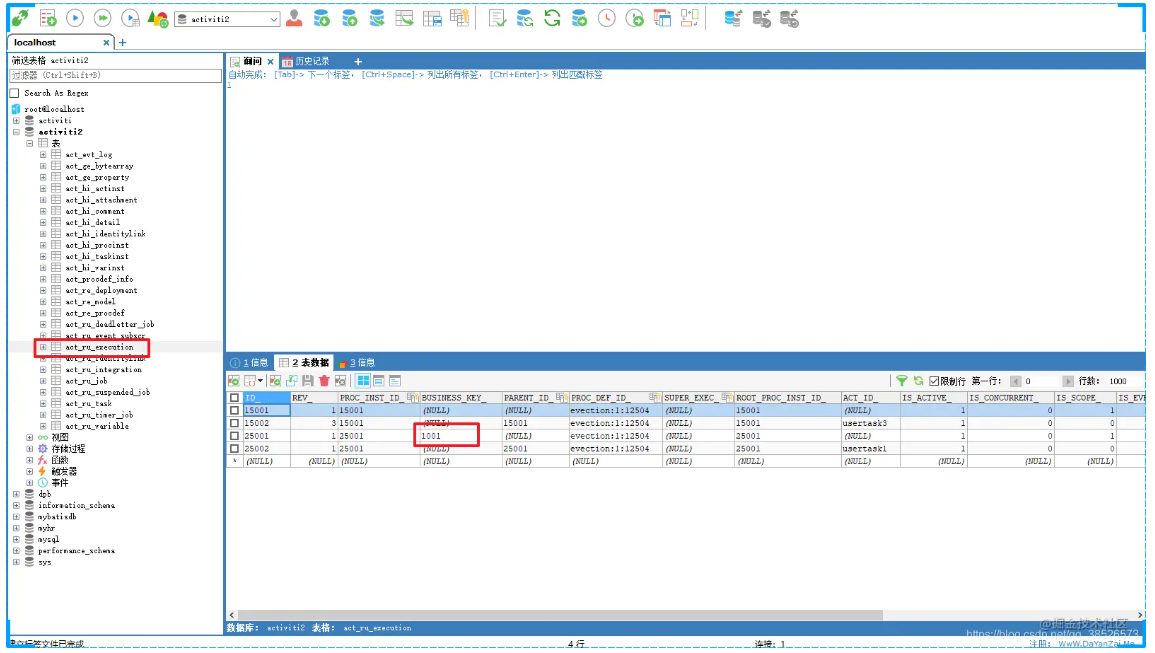 activiti2
localhost
筛选表格 activiti2
过滤器 (Ctrl+Shift+B)
Search As Regex
root@localhost
activiti
activiti2
表
act_evt_log
act_ge_bytearray
act_ge_property
act_hi_actinst
act_hi_attachment
act_hi_comment
act_hi_detail
act_hi_identitylink
act_hi_procinst
act_hi_taskinst
act_hi_varinst
act_procdef_info
act_re_deployment
act_re_model
act_re_procdef
act_ru_deadletter_job
act_ru_event_subscr
act_ru_execution
act_ru_identitylink
act_ru_integration
act_ru_job
act_ru_suspended_job
act_ru_task
act_ru_timer_job
act_ru_variable
视图
存储过程
函数
触发器
事件
dpb
information_schema
mybatisdb
myhr
mysql
performance_schema
sys
询问 历史记录
自动完成: [Tab]-> 下一个标签, [Ctrl+Space]-> 列出所有标签, [Ctrl+Enter]-> 列出匹配标签
1
1 信息 2 表数据 3 信息
限制行 第一行: 0 行数: 1000
ID_ REV_ PROC_INST_ID_ BUSINESS_KEY_ PARENT_ID_ PROC_DEF_ID_ SUPER_EXEC_ ROOT_PROC_INST_ID_ ACT_ID_ IS_ACTIVE_ IS_CONCURRENT_ IS_SCOPE_ IS_EV
15001 1 15001 (NULL) (NULL) evection:1:12504 (NULL) 15001 (NULL) 1 0 1
15002 3 15001 (NULL) 15001 evection:1:12504 (NULL) 15001 usertask3 1 0 0
25001 1 25001 1001 (NULL) evection:1:12504 (NULL) 25001 (NULL) 1 0 1
25002 1 25001 (NULL) 25001 evection:1:12504 (NULL) 25001 usertask1 1 0 0
* (NULL) (NULL) (NULL) (NULL) (NULL) (NULL) (NULL) (NULL) (NULL) (NULL) (NULL) (NULL)
数据库: activiti2 表格: act_ru_execution
标签文件已完成
4 行
连接: 1
@掘金技术社区
https://blog.csdn.net/qq_38526573
注册: WwW.DaYanZai.Me